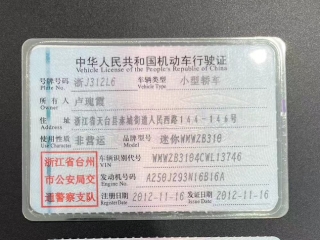 中华人民共和国机动车行驶证
Vehicle License of the People's Republic of China
号牌号码 浙J312L6 车辆类型 小型轿车
Plate No. Vehicle Type
所有人 卢瑰霞
Owner
住址 浙江省天台县赤城街道人民西路144-146号
Address
使用性质 非营运 品牌型号 迷你WMWZB310
Use Character Model
浙江省台州
市公安局交
通警察支队
车辆识别代号 WMWZB3104CWL13746
VIN
发动机号码 A250J293N16B16A
Engine No.
注册日期 2012-11-16 发证日期 2012-11-16
Register Date Issue Date